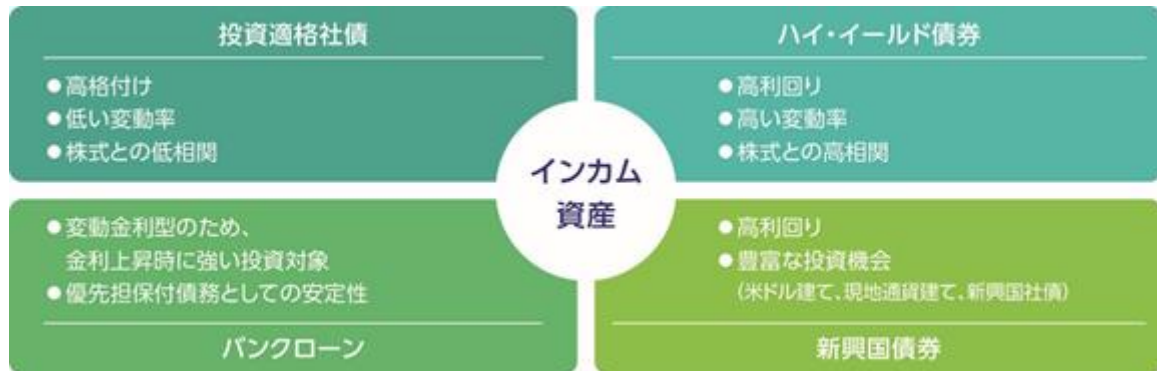 投資適格社債
●高格付け
●低い変動率
●株式との低相関
ハイ・イールド債券
●高利回り
●高い変動率
●株式との高相関
インカム
資産
●変動金利型のため、
金利上昇時に強い投資対象
●優先担保付債務としての安定性
バンクローン
●高利回り
●豊富な投資機会
（米ドル建て、現地通貨建て、新興国社債）
新興国債券